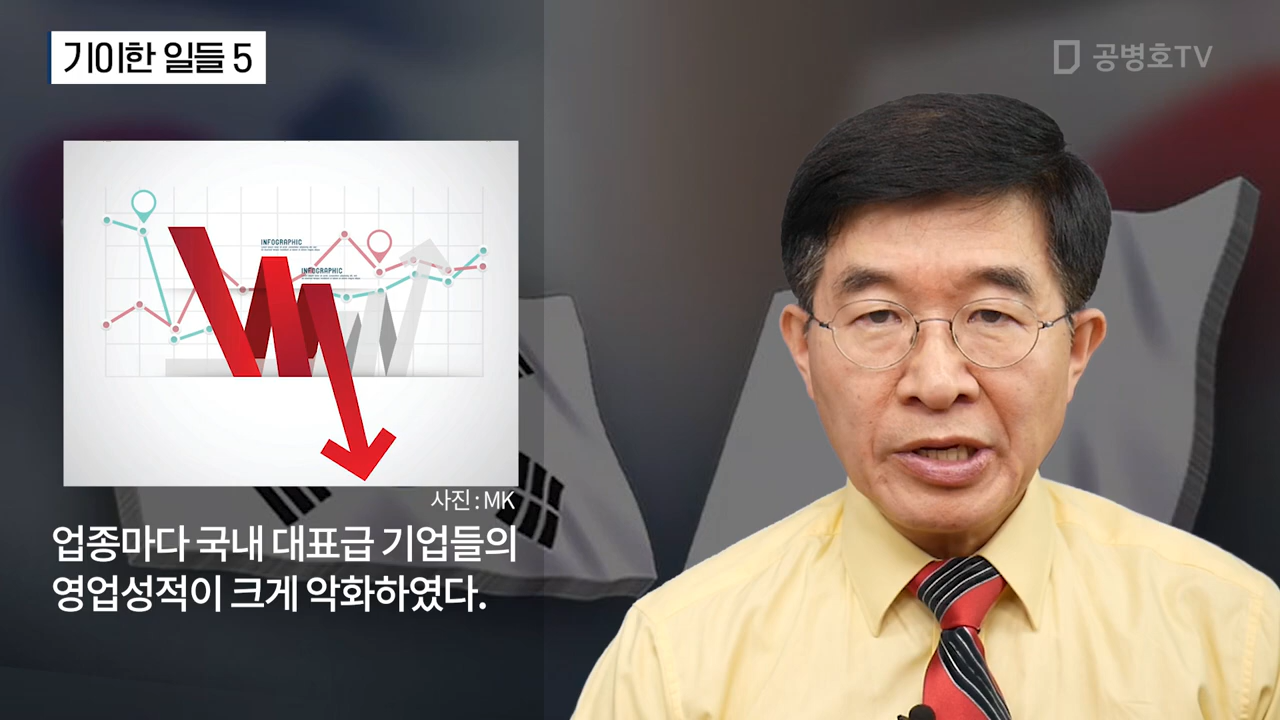 기이한 일들 5
공병호TV
INFOGRAPHIC
INFOGRAPHIC
사진 : MK
업종마다 국내 대표급 기업들의
영업성적이 크게 악화하였다.